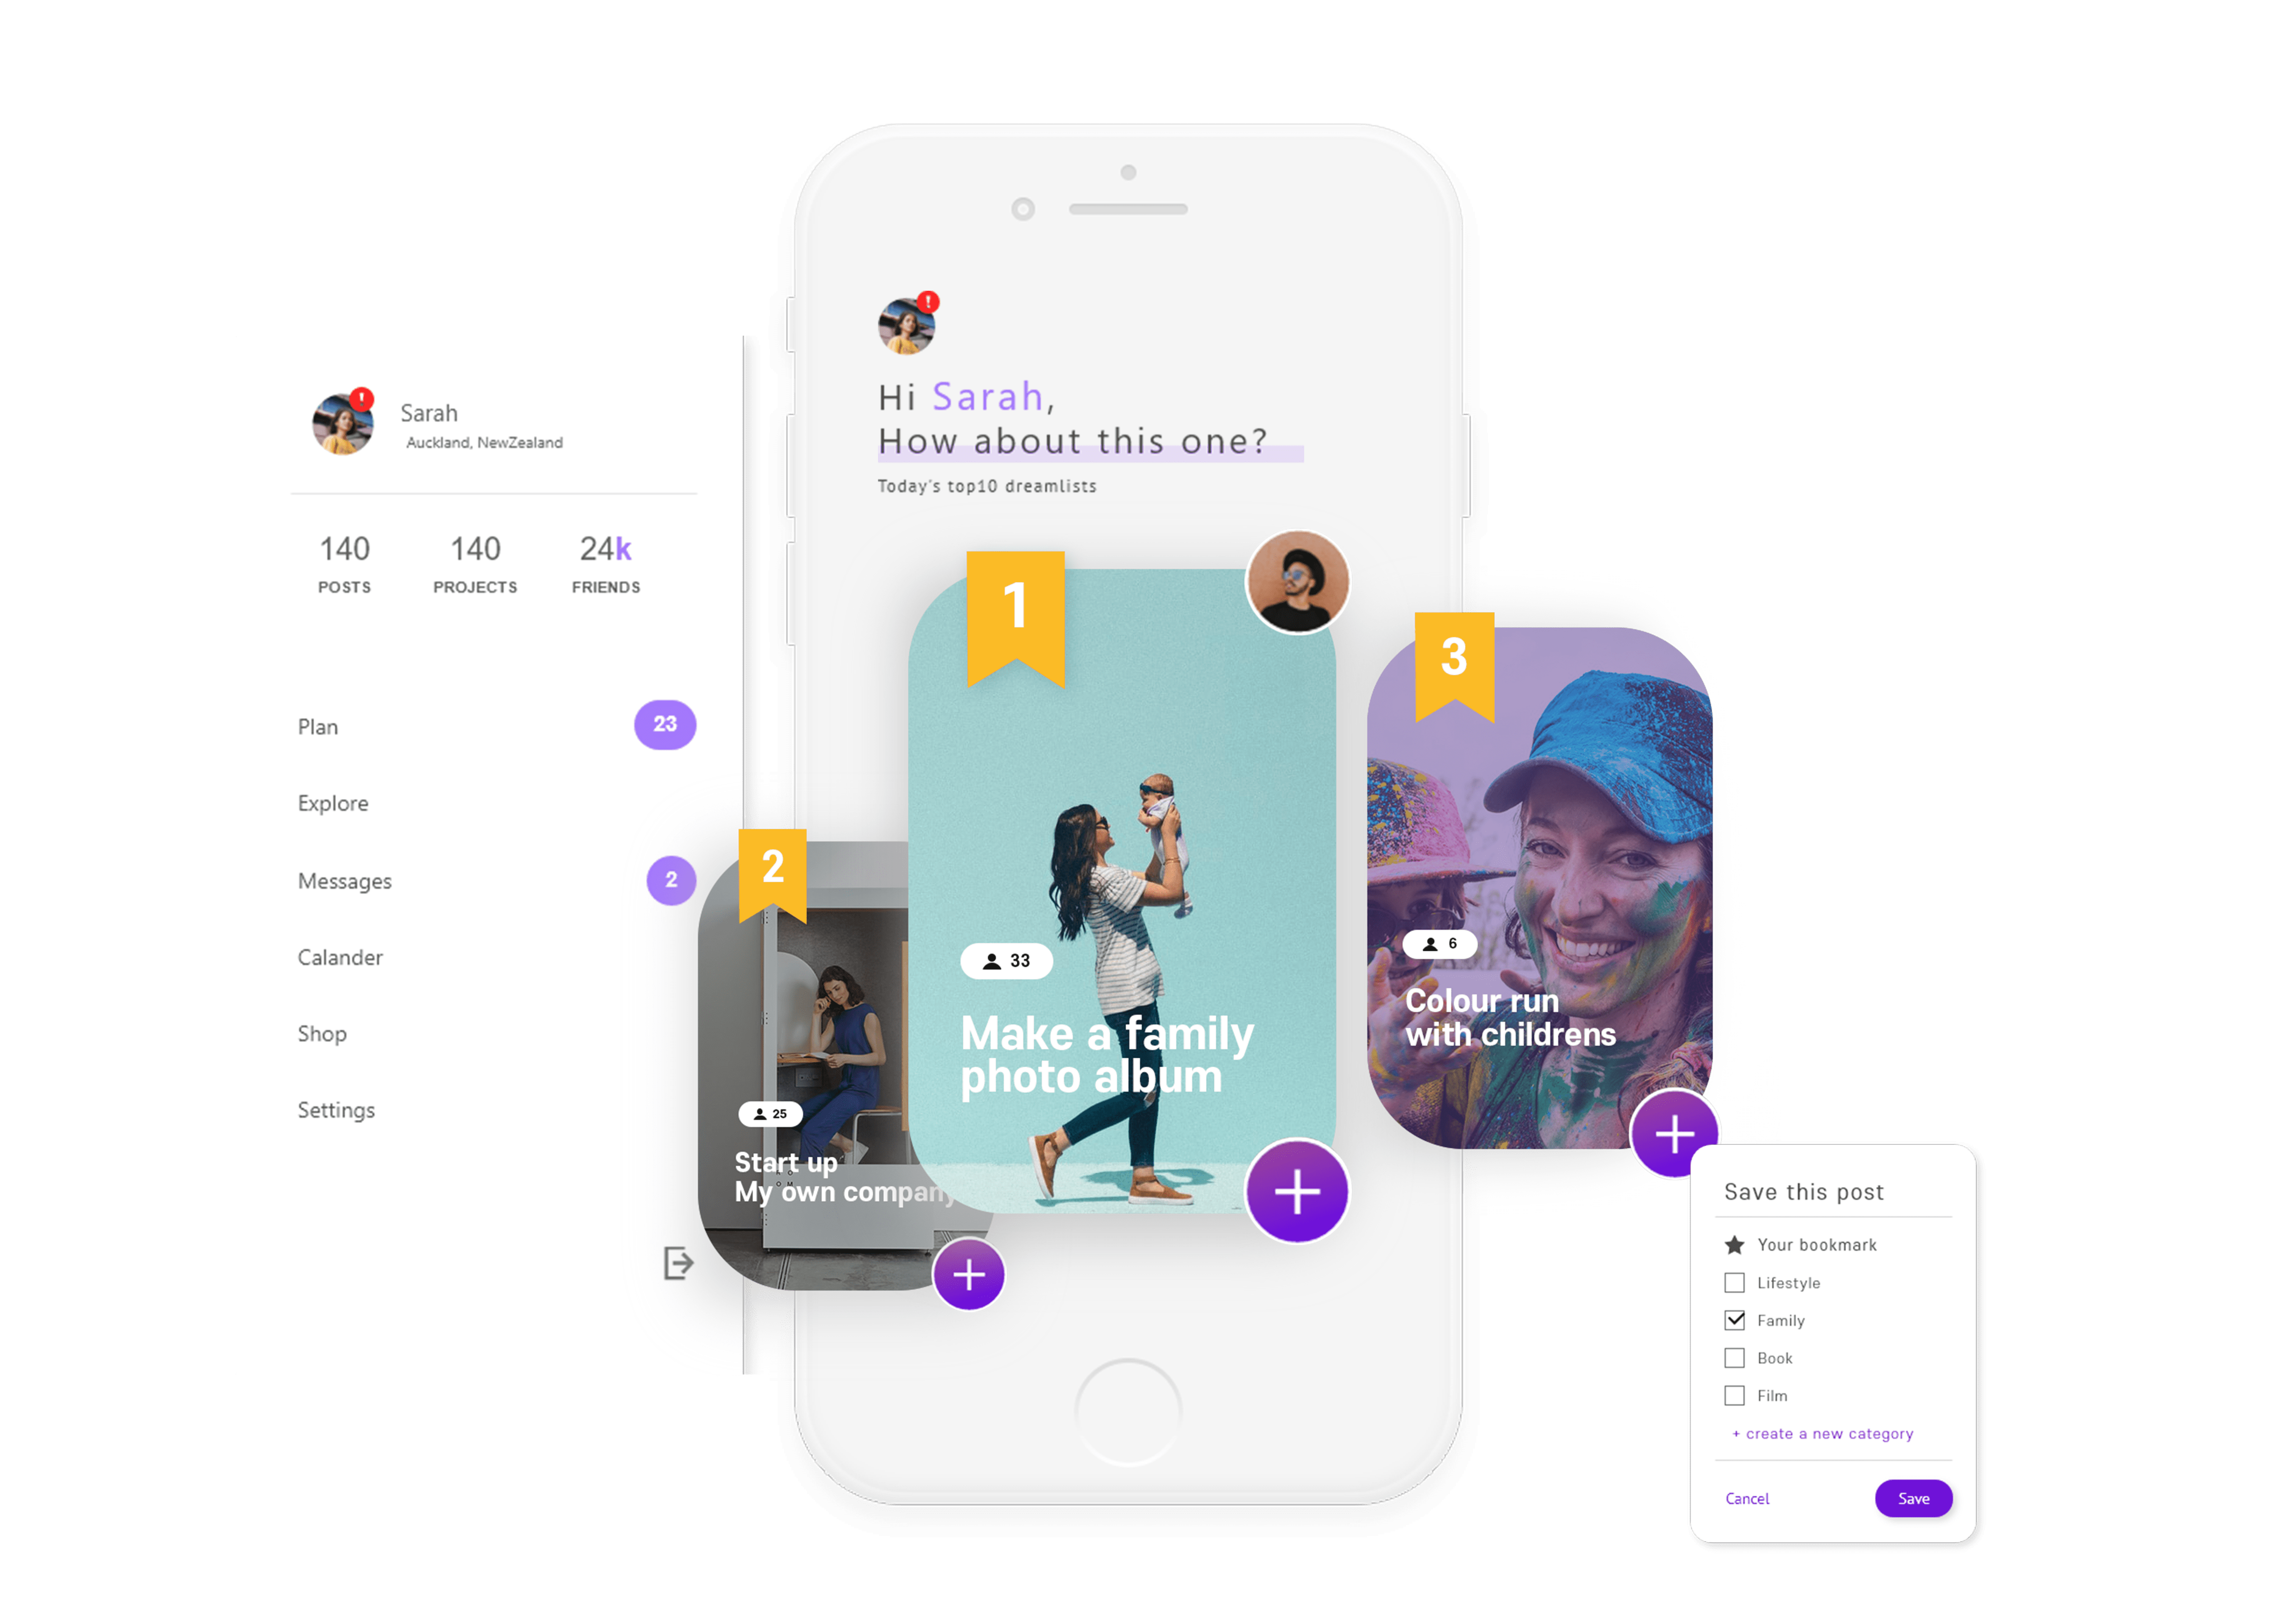 Sarah
Auckland, NewZealand
140
POSTS
140
PROJECTS
24k
FRIENDS
Plan
23
Explore
Messages
2
Calander
Shop
Settings
Hi Sarah,
How about this one?
Today's top10 dreamlists
1
33
Make a family
photo album
2
25
Start up
My own company
3
6
Colour run
with childrens
Save this post
Your bookmark
Lifestyle
Family
Book
Film
+ create a new category
Cancel
Save